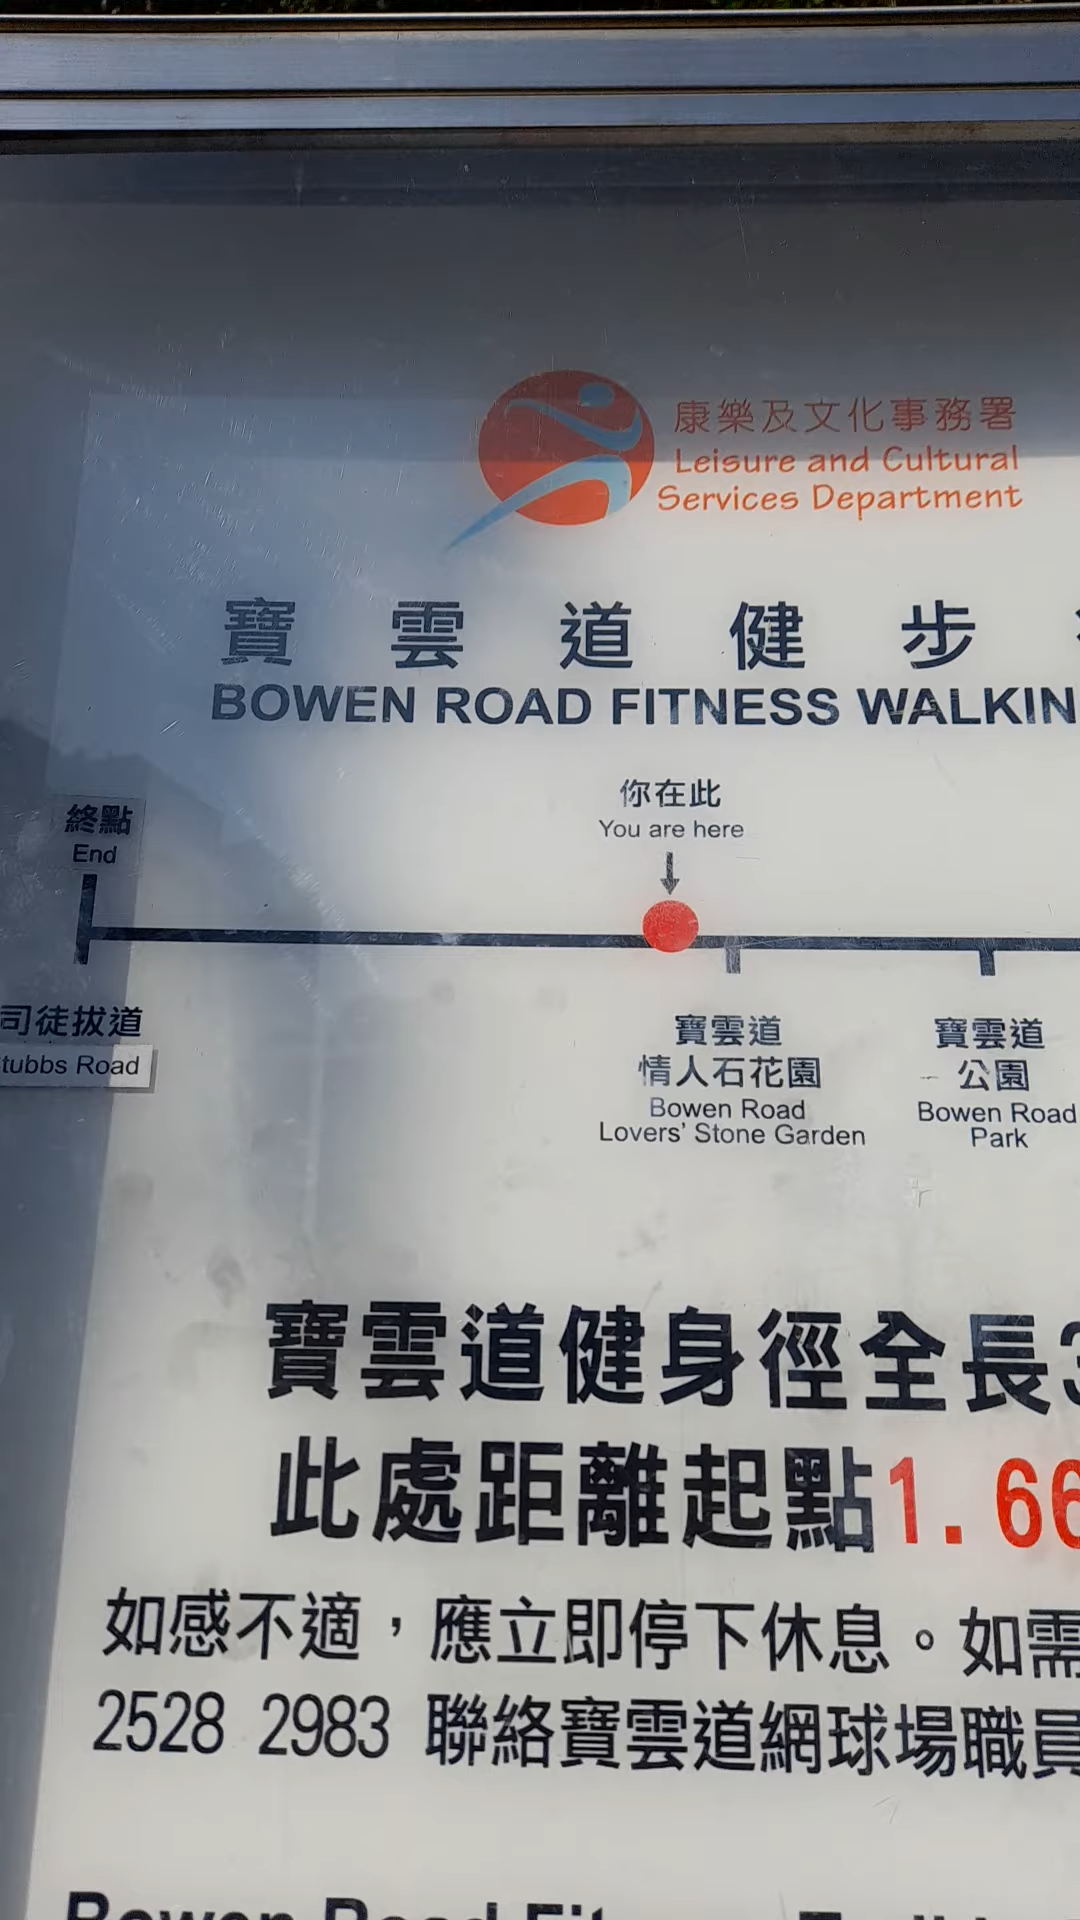 康樂及文化事務署
Leisure and Cultural
Services Department
寶雲道健步
BOWEN ROAD FITNESS WALKIN
你在此
You are here
終點
End
司徒拔道
tubbs Road
寶雲道
情人石花園
Bowen Road
Lovers' Stone Garden
寶雲道
公園
Bowen Road
Park
寶雲道健身徑全長3
此處距離起點1.66
如感不適，應立即停下休息。如需
2528 2983 聯絡寶雲道網球場職員
Bowen Road Fit